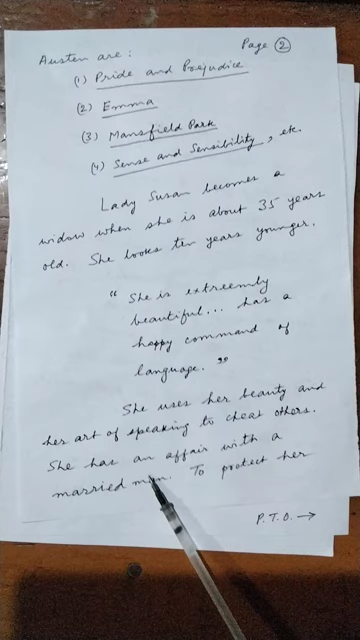 Page 2
Austen are :
(1) Pride and Prejudice
(2) Emma
(3) Mansfield Park
(4) Sense and Sensibility, etc.
Lady Susan becomes a
widow when she is about 35 years
old. She looks ten years younger.
" She is extreemly
beautiful... has a
happy command of
language. "
She uses her beauty and
her art of speaking to cheat others.
She has an affair with a
married man. To protect her
P.T.O. →